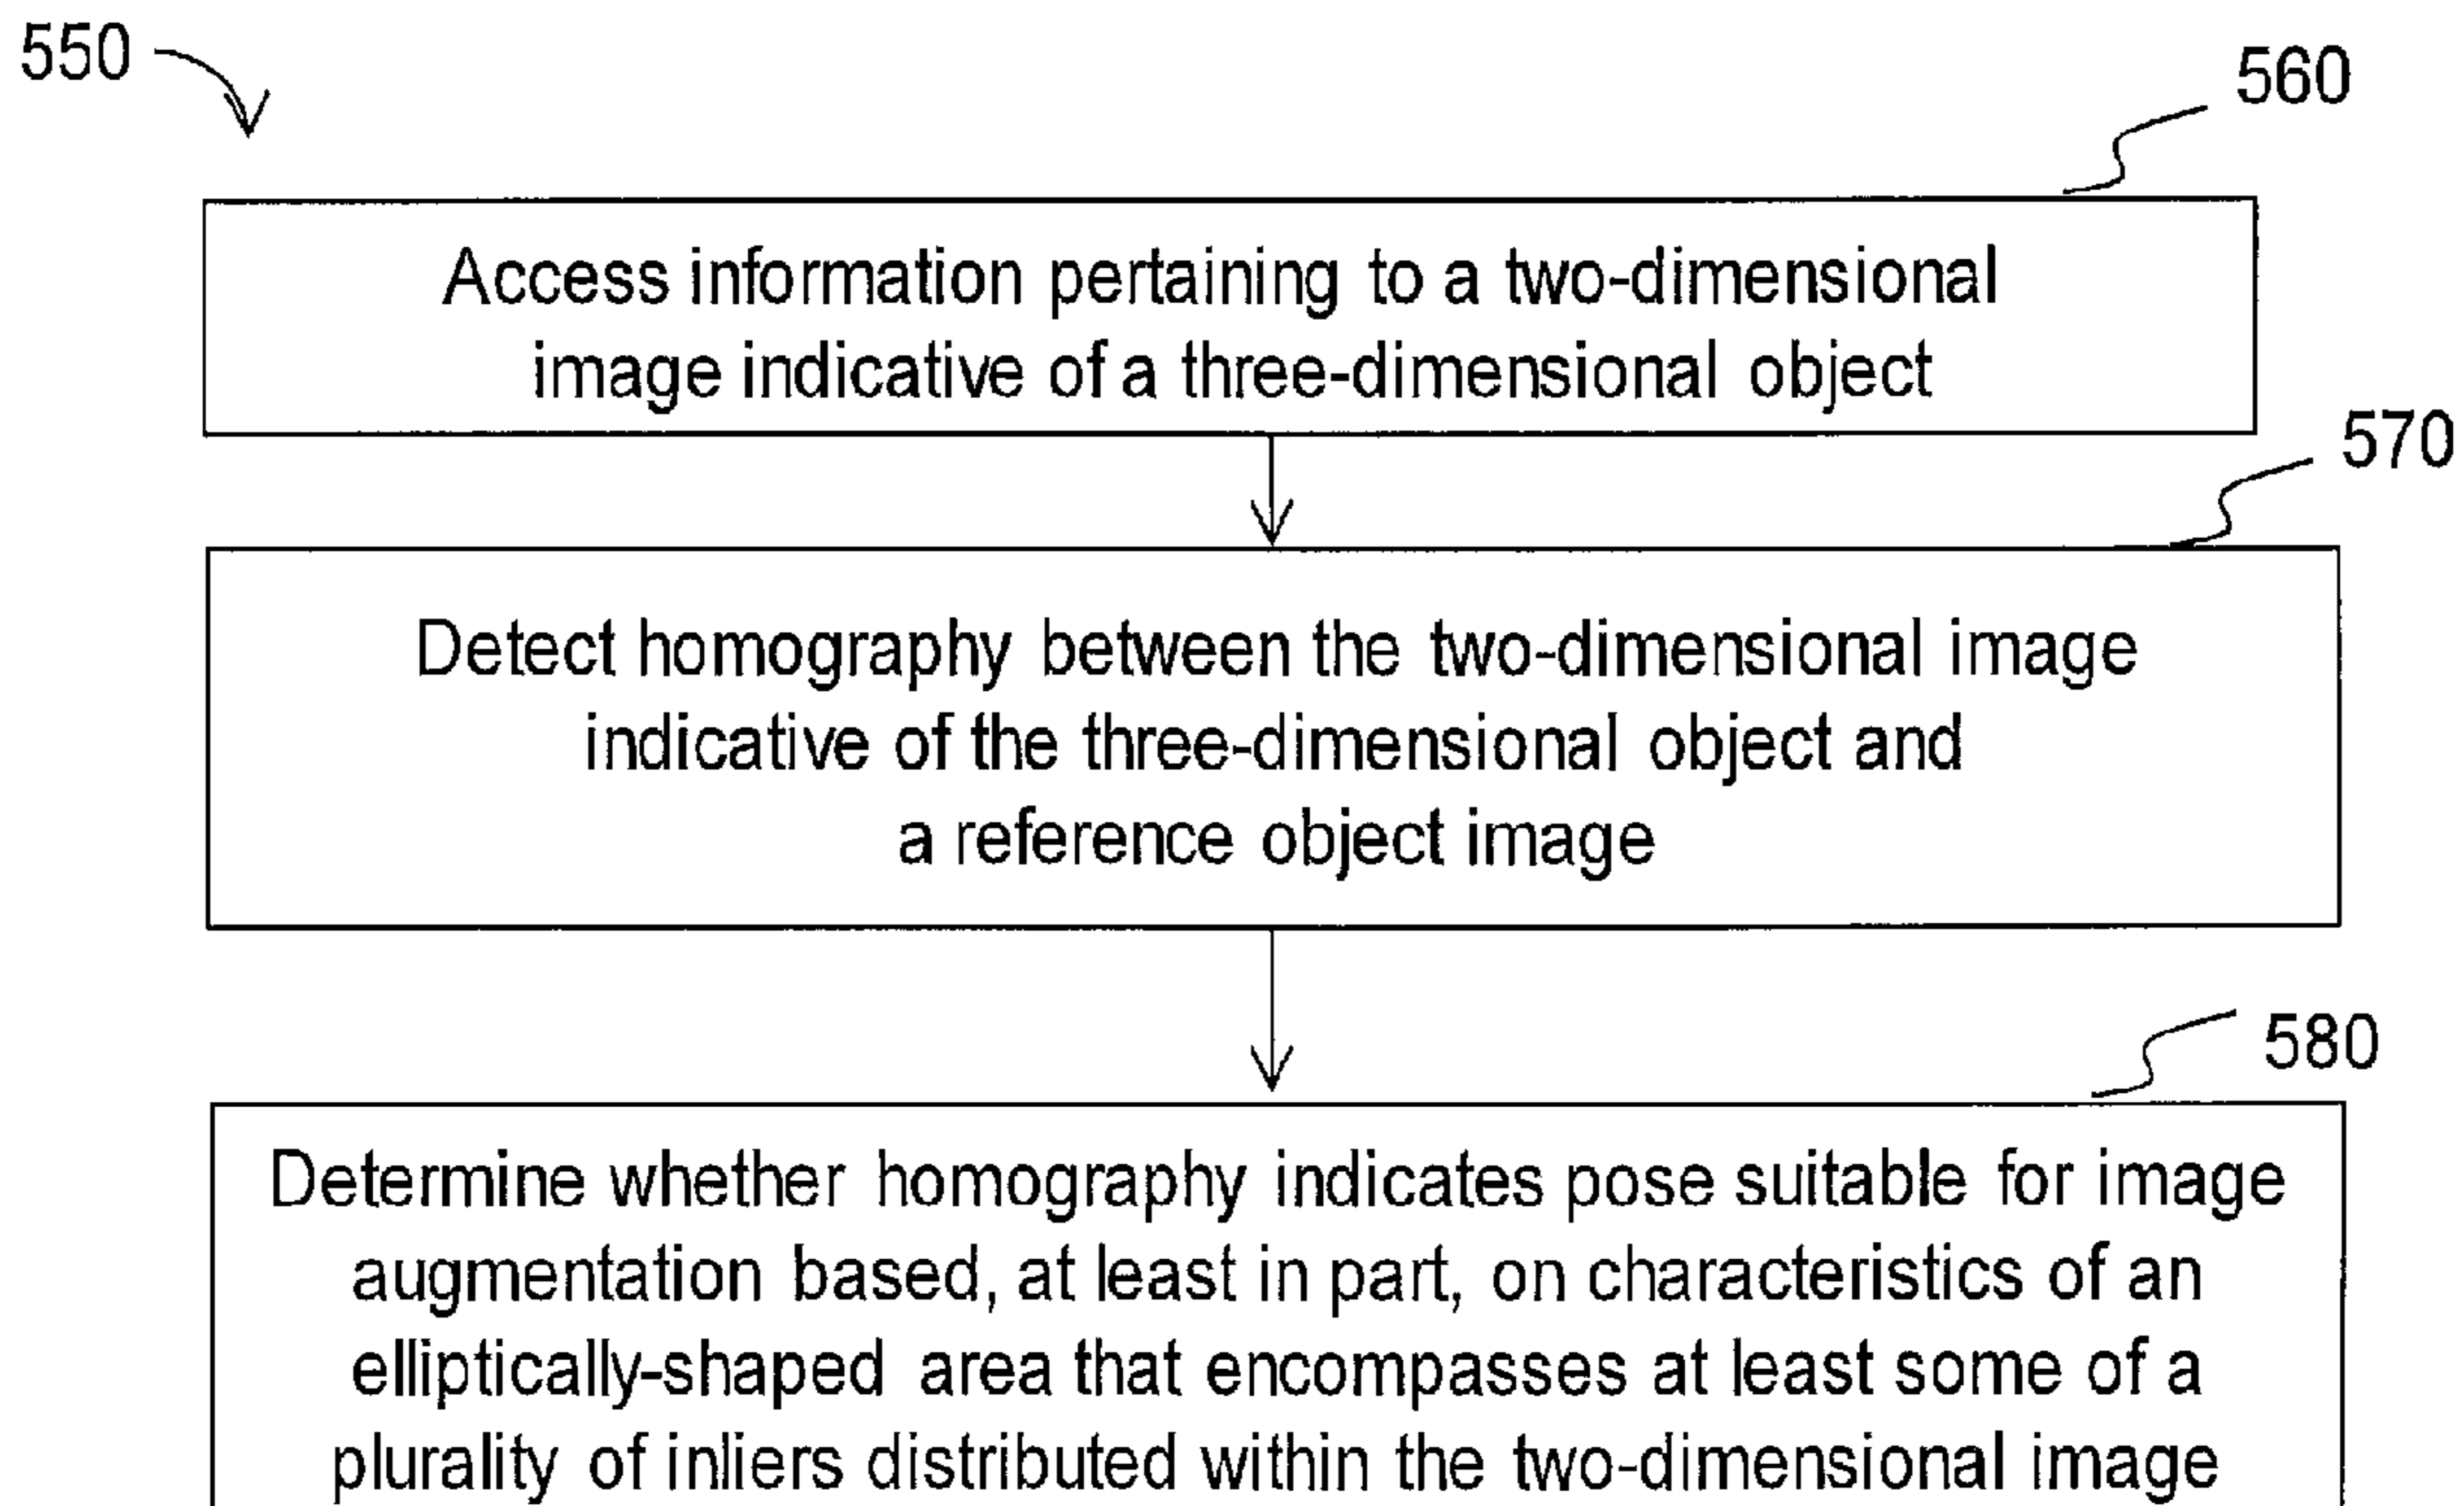 550
560
Access information pertaining to a two-dimensional
image indicative of a three-dimensional object
570
Detect homography between the two-dimensional image
indicative of the three-dimensional object and
a reference object image
580
Determine whether homography indicates pose suitable for image
augmentation based, at least in part, on characteristics of an
elliptically-shaped area that encompasses at least some of a
plurality of inliers distributed within the two-dimensional image